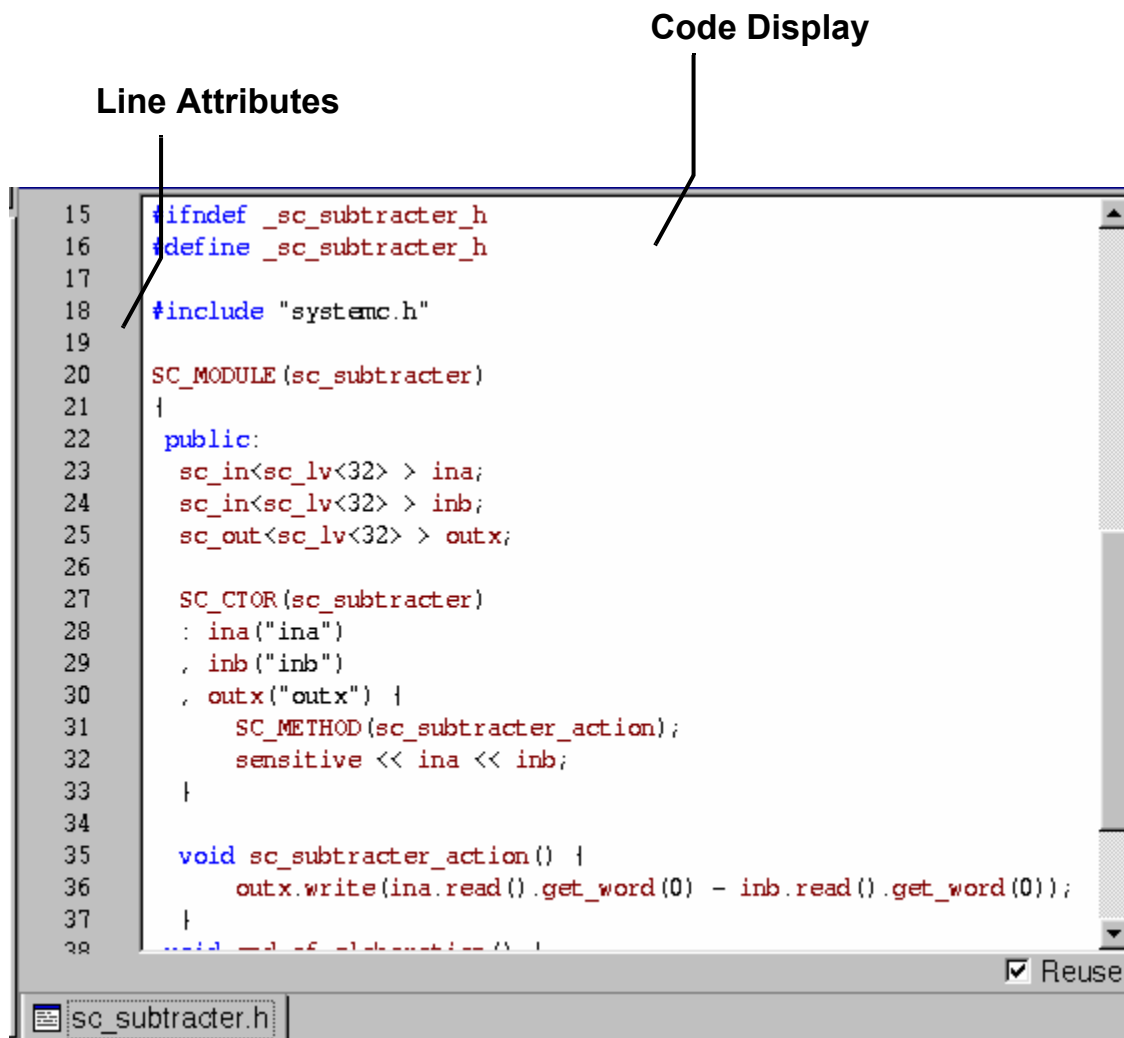 Code Display
Line Attributes
15 #ifndef _sc_subtracter_h
16 #define _sc_subtracter_h
17
18 #include "systemc.h"
19
20 SC_MODULE(sc_subtracter)
21 {
22 public:
23 sc_in<sc_lv<32> > ina;
24 sc_in<sc_lv<32> > inb;
25 sc_out<sc_lv<32> > outx;
26
27 SC_CTOR(sc_subtracter)
28 : ina("ina")
29 , inb("inb")
30 , outx("outx") {
31 SC_METHOD(sc_subtracter_action);
32 sensitive << ina << inb;
33 }
34
35 void sc_subtracter_action() {
36 outx.write(ina.read().get_word(0) - inb.read().get_word(0));
37 }
38 void end_of_elaboration() {
Reuse
sc_subtracter.h